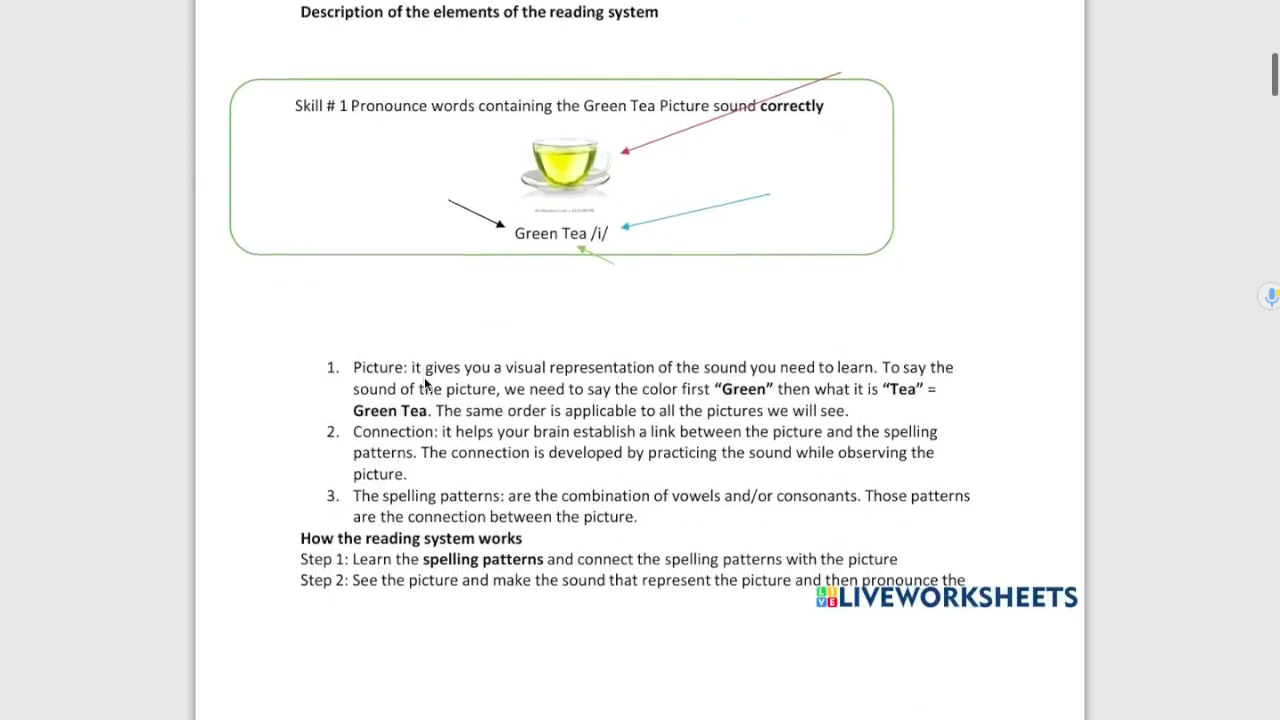 Description of the elements of the reading system
Skill # 1 Pronounce words containing the Green Tea Picture sound correctly
Green Tea /i/
1. Picture: it gives you a visual representation of the sound you need to learn. To say the
sound of the picture, we need to say the color first “Green” then what it is “Tea” =
Green Tea. The same order is applicable to all the pictures we will see.
2. Connection: it helps your brain establish a link between the picture and the spelling
patterns. The connection is developed by practicing the sound while observing the
picture.
3. The spelling patterns: are the combination of vowels and/or consonants. Those patterns
are the connection between the picture.
How the reading system works
Step 1: Learn the spelling patterns and connect the spelling patterns with the picture
Step 2: See the picture and make the sound that represent the picture and then pronounce the
LIVEWORKSHEETS